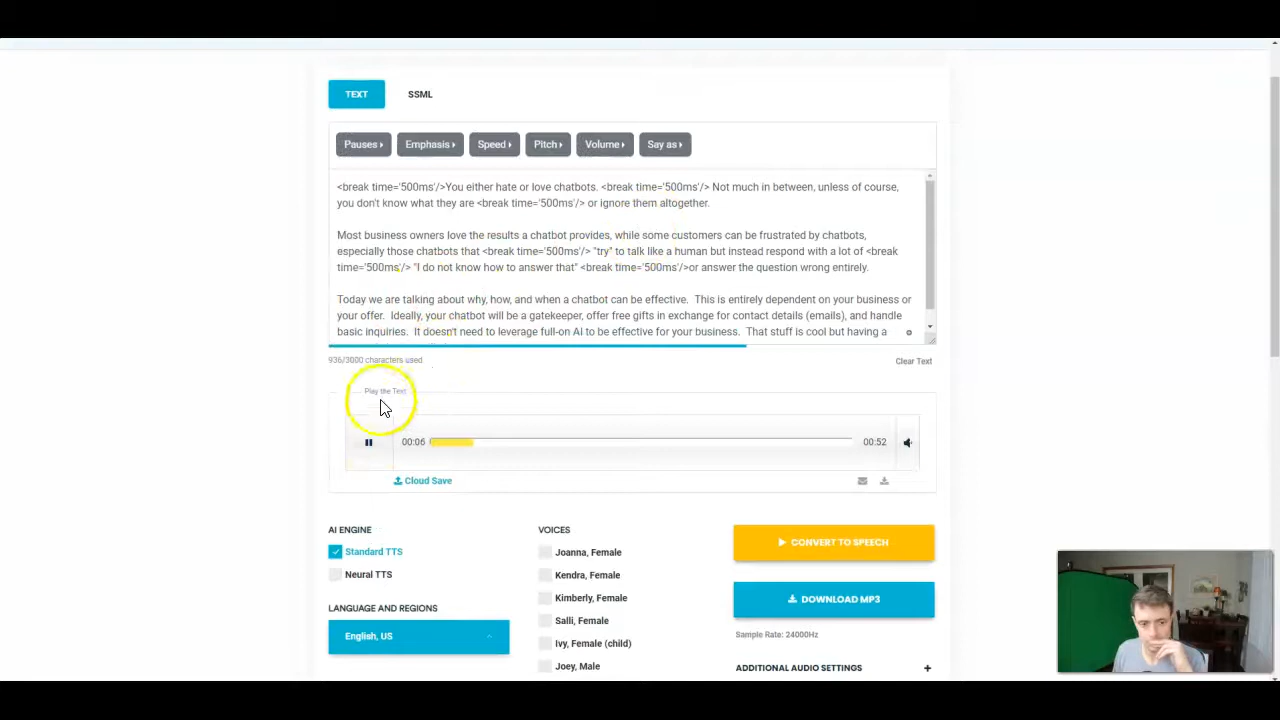 TEXT SSML
Pauses Emphasis Speed Pitch Volume Say as
<break time='500ms'/>You either hate or love chatbots. <break time='500ms'/> Not much in between, unless of course,
you don't know what they are <break time='500ms'/> or ignore them altogether.
Most business owners love the results a chatbot provides, while some customers can be frustrated by chatbots,
especially those chatbots that <break time='500ms'/> "try" to talk like a human but instead respond with a lot of <break
time='500ms'/> "I do not know how to answer that" <break time='500ms'/>or answer the question wrong entirely.
Today we are talking about why, how, and when a chatbot can be effective.  This is entirely dependent on your business or
your offer.  Ideally, your chatbot will be a gatekeeper, offer free gifts in exchange for contact details (emails), and handle
basic inquiries.  It doesn't need to leverage full-on AI to be effective for your business.  That stuff is cool but having a
936/3000 characters used Clear Text
Play the Text
00:06 00:52
Cloud Save
AI ENGINE
Standard TTS
Neural TTS
LANGUAGE AND REGIONS
English, US
VOICES
Joanna, Female
Kendra, Female
Kimberly, Female
Salli, Female
Ivy, Female (child)
Joey, Male
CONVERT TO SPEECH
DOWNLOAD MP3
Sample Rate: 24000Hz
ADDITIONAL AUDIO SETTINGS +